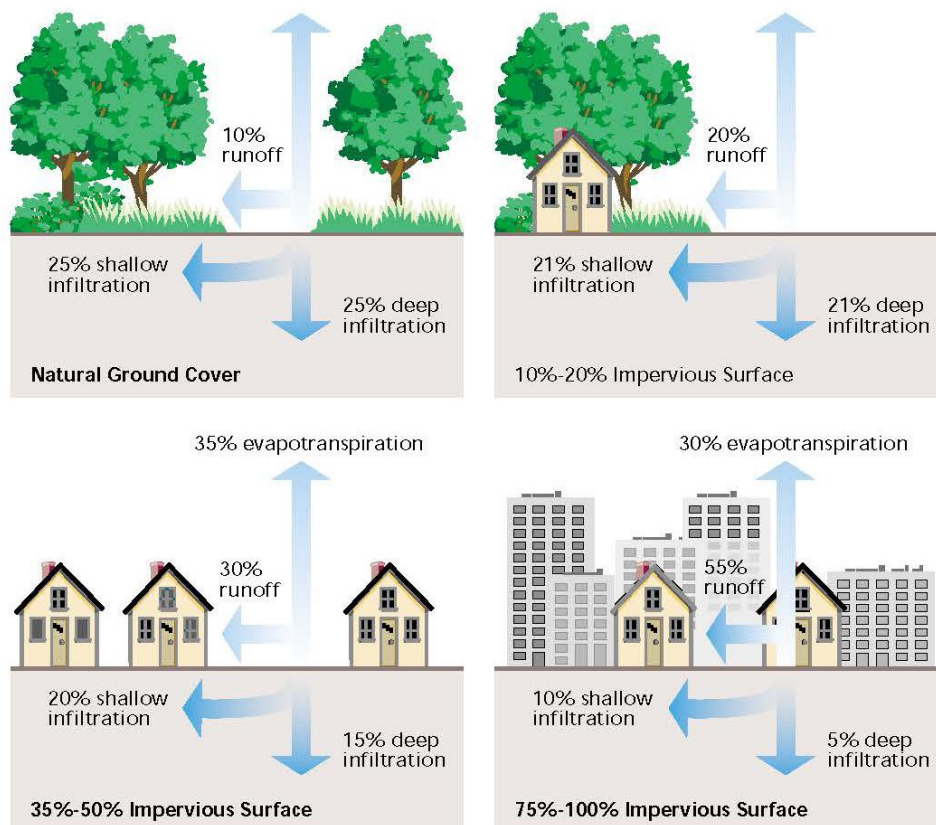 10%
runoff
25% shallow
infiltration
25% deep
infiltration
Natural Ground Cover
20%
runoff
21% shallow
infiltration
21% deep
infiltration
10%-20% Impervious Surface
35% evapotranspiration
30%
runoff
20% shallow
infiltration
15% deep
infiltration
35%-50% Impervious Surface
30% evapotranspiration
55%
runoff
10% shallow
infiltration
5% deep
infiltration
75%-100% Impervious Surface